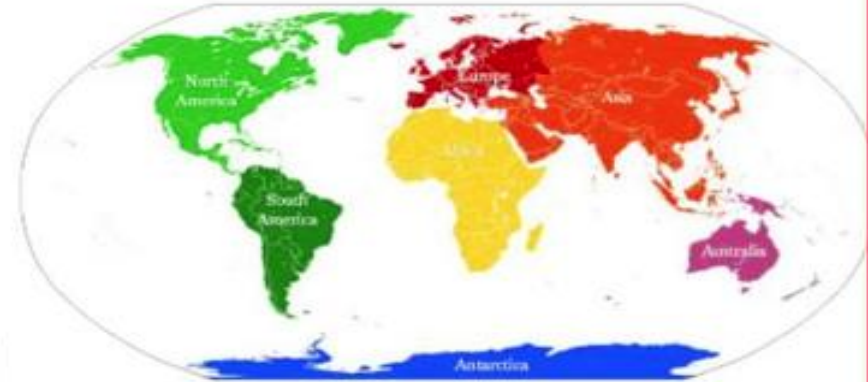 North
America
Europe
Asia
Africa
South
America
Australia
Antarctica